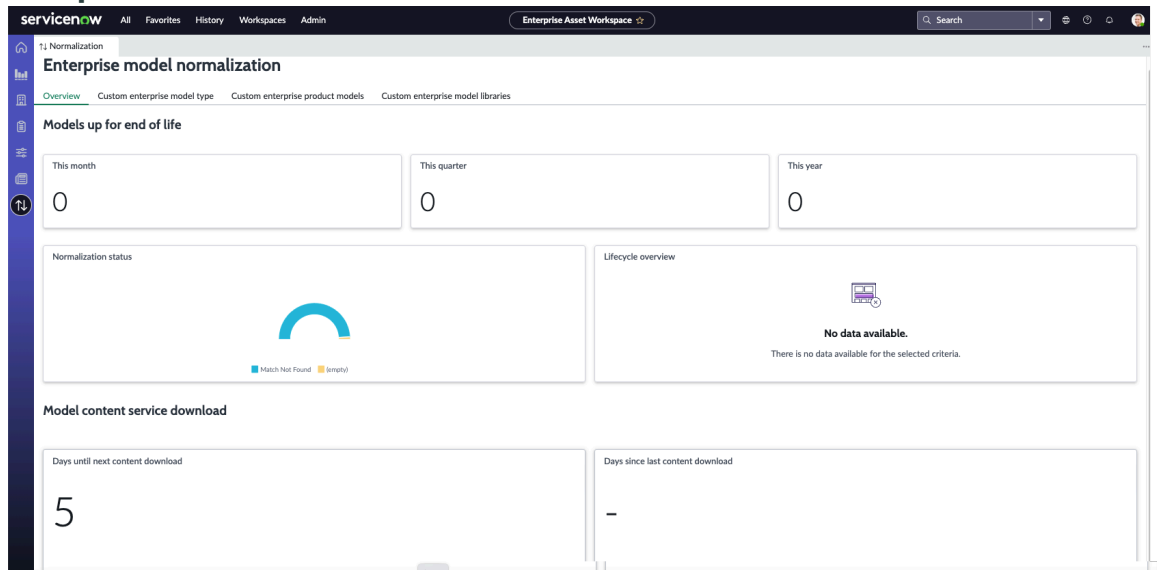 servicenow All Favorites History Workspaces Admin Enterprise Asset Workspace ☆ Search
↑↓ Normalization
Enterprise model normalization
Overview Custom enterprise model type Custom enterprise product models Custom enterprise model libraries
Models up for end of life
This month This quarter This year
0 0 0
Normalization status Lifecycle overview
No data available.
There is no data available for the selected criteria.
Match Not Found (empty)
Model content service download
Days until next content download Days since last content download
5 -